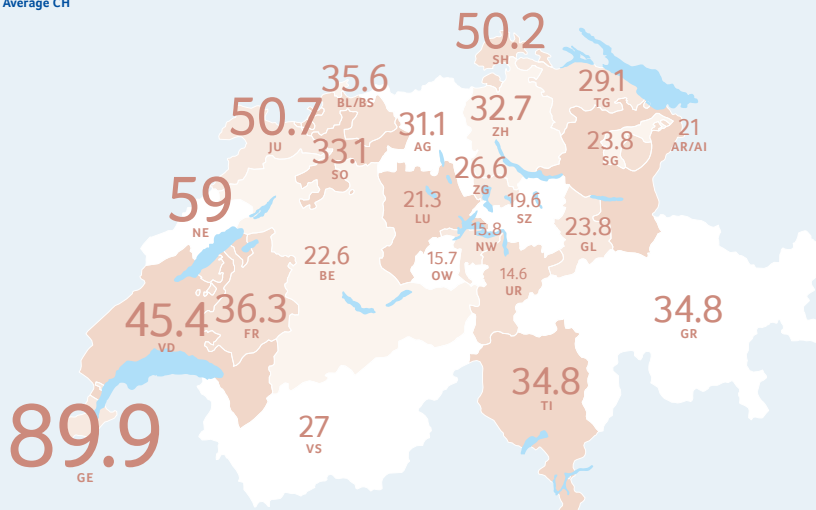 Average CH
50.2
SH
35.6
BL/BS
29.1
TG
50.7
JU
31.1
AG
32.7
ZH
21
AR/AI
33.1
SO
23.8
SG
26.6
ZG
59
NE
21.3
LU
19.6
SZ
15.8
NW
23.8
GL
22.6
BE
15.7
OW
14.6
UR
45.4
VD
36.3
FR
34.8
GR
34.8
TI
89.9
GE
27
VS